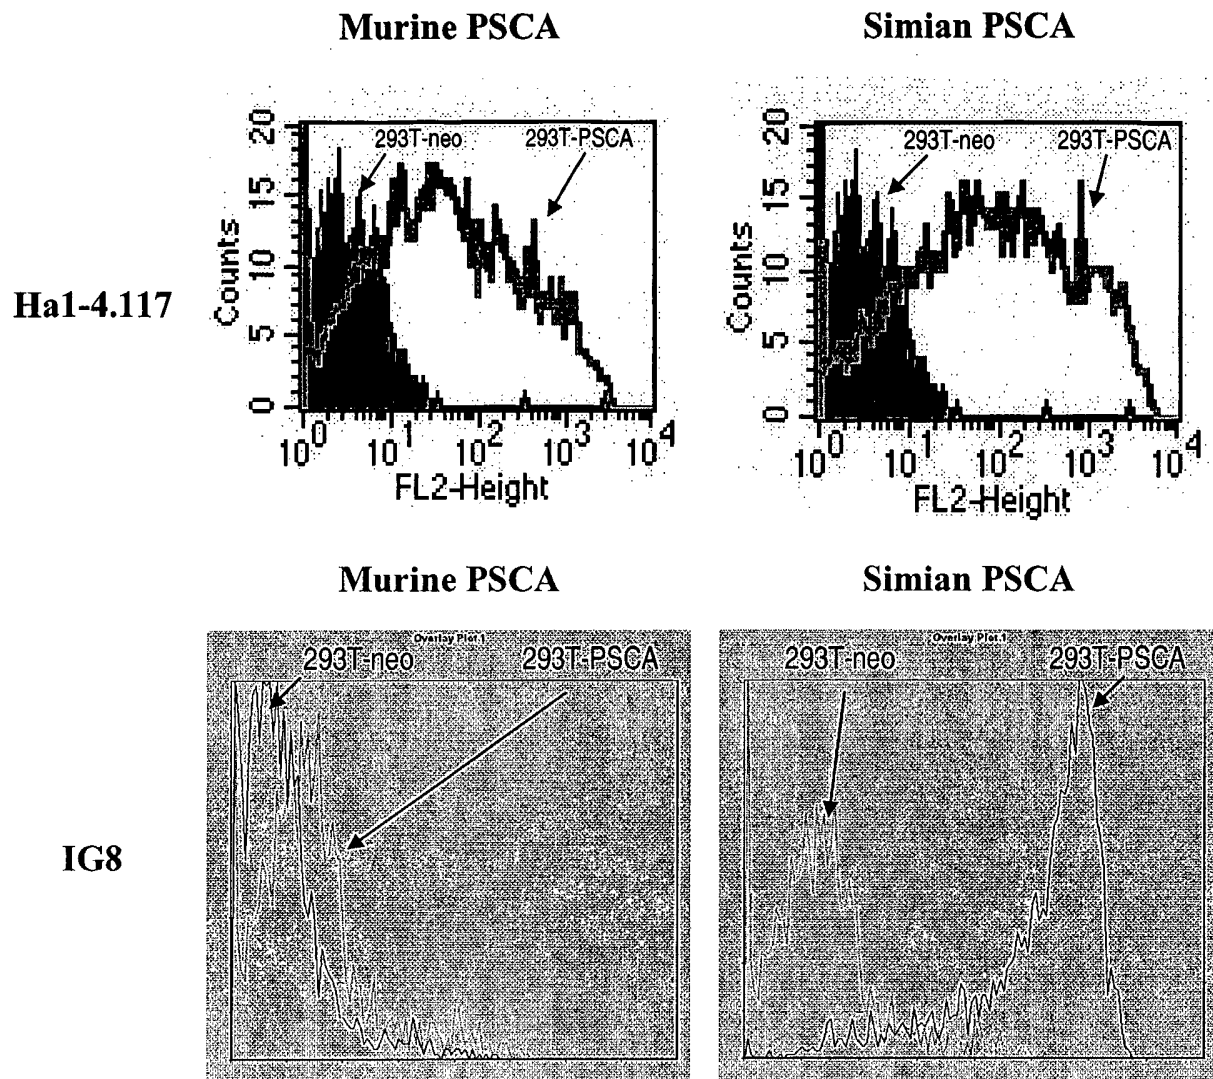 Murine PSCA
Simian PSCA
Ha1-4.117
20
15
10
5
0
Counts
293T-neo
293T-PSCA
10^0 10^1 10^2 10^3 10^4
FL2-Height
20
15
10
5
0
Counts
293T-neo
293T-PSCA
10^0 10^1 10^2 10^3 10^4
FL2-Height
Murine PSCA
Simian PSCA
IG8
Overlay Plot.1
293T-neo
293T-PSCA
Overlay Plot.1
293T-neo
293T-PSCA